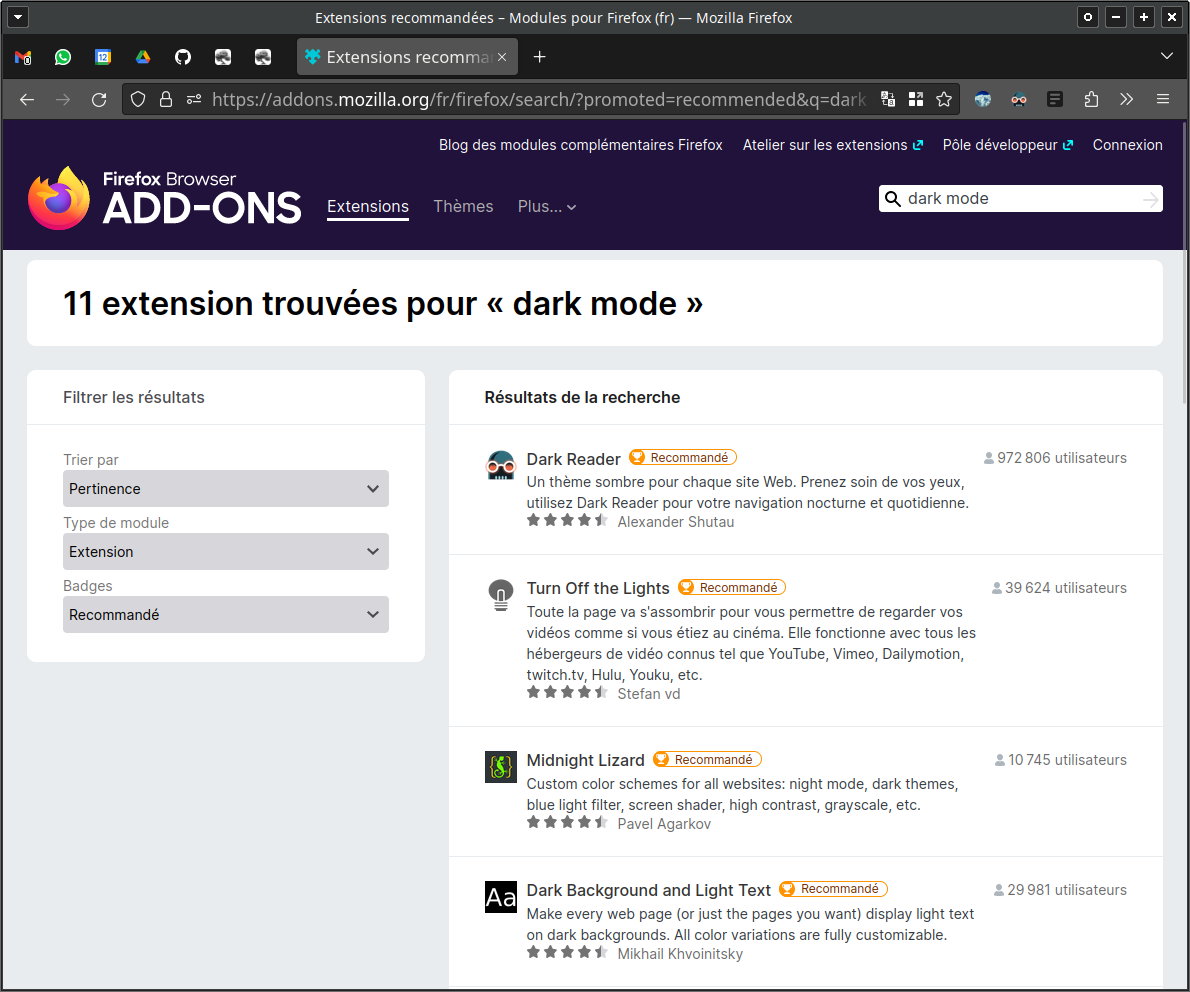 Extensions recommandées – Modules pour Firefox (fr) — Mozilla Firefox
Extensions recomma
https://addons.mozilla.org/fr/firefox/search/?promoted=recommended&q=dark
Blog des modules complémentaires Firefox
Atelier sur les extensions
Pôle développeur
Connexion
Firefox Browser
ADD-ONS
Extensions
Thèmes
Plus...
dark mode
11 extension trouvées pour « dark mode »
Filtrer les résultats
Trier par
Pertinence
Type de module
Extension
Badges
Recommandé
Résultats de la recherche
Dark Reader
Recommandé
972 806 utilisateurs
Un thème sombre pour chaque site Web. Prenez soin de vos yeux,
utilisez Dark Reader pour votre navigation nocturne et quotidienne.
Alexander Shutau
Turn Off the Lights
Recommandé
39 624 utilisateurs
Toute la page va s'assombrir pour vous permettre de regarder vos
vidéos comme si vous étiez au cinéma. Elle fonctionne avec tous les
hébergeurs de vidéo connus tel que YouTube, Vimeo, Dailymotion,
twitch.tv, Hulu, Youku, etc.
Stefan vd
Midnight Lizard
Recommandé
10 745 utilisateurs
Custom color schemes for all websites: night mode, dark themes,
blue light filter, screen shader, high contrast, grayscale, etc.
Pavel Agarkov
Aa
Dark Background and Light Text
Recommandé
29 981 utilisateurs
Make every web page (or just the pages you want) display light text
on dark backgrounds. All color variations are fully customizable.
Mikhail Khvoinitsky